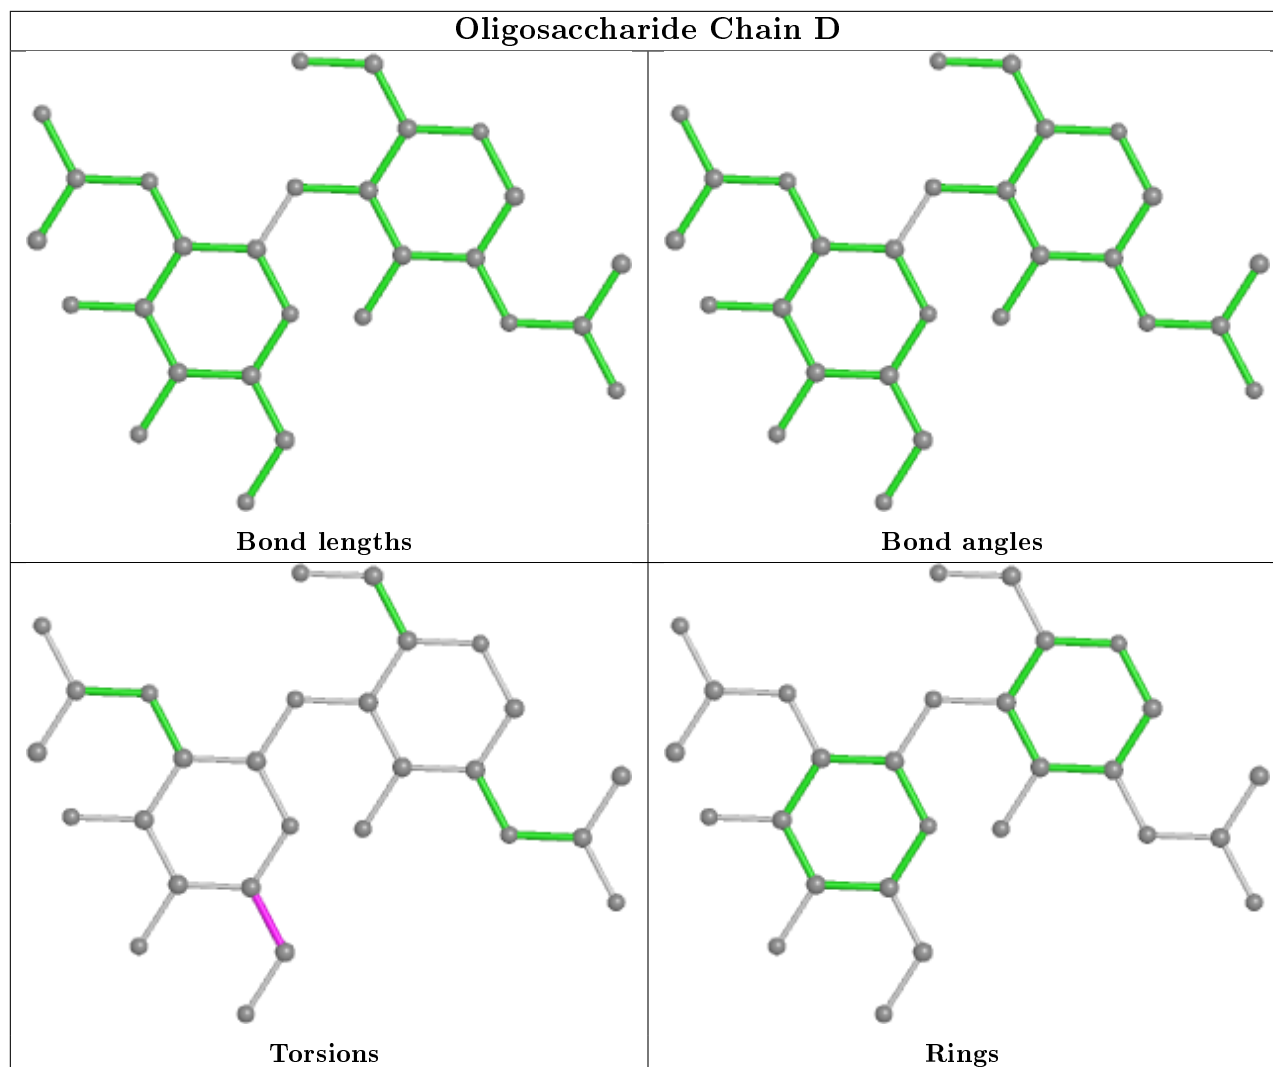 Oligosaccharide Chain D
Bond lengths
Bond angles
Torsions
Rings